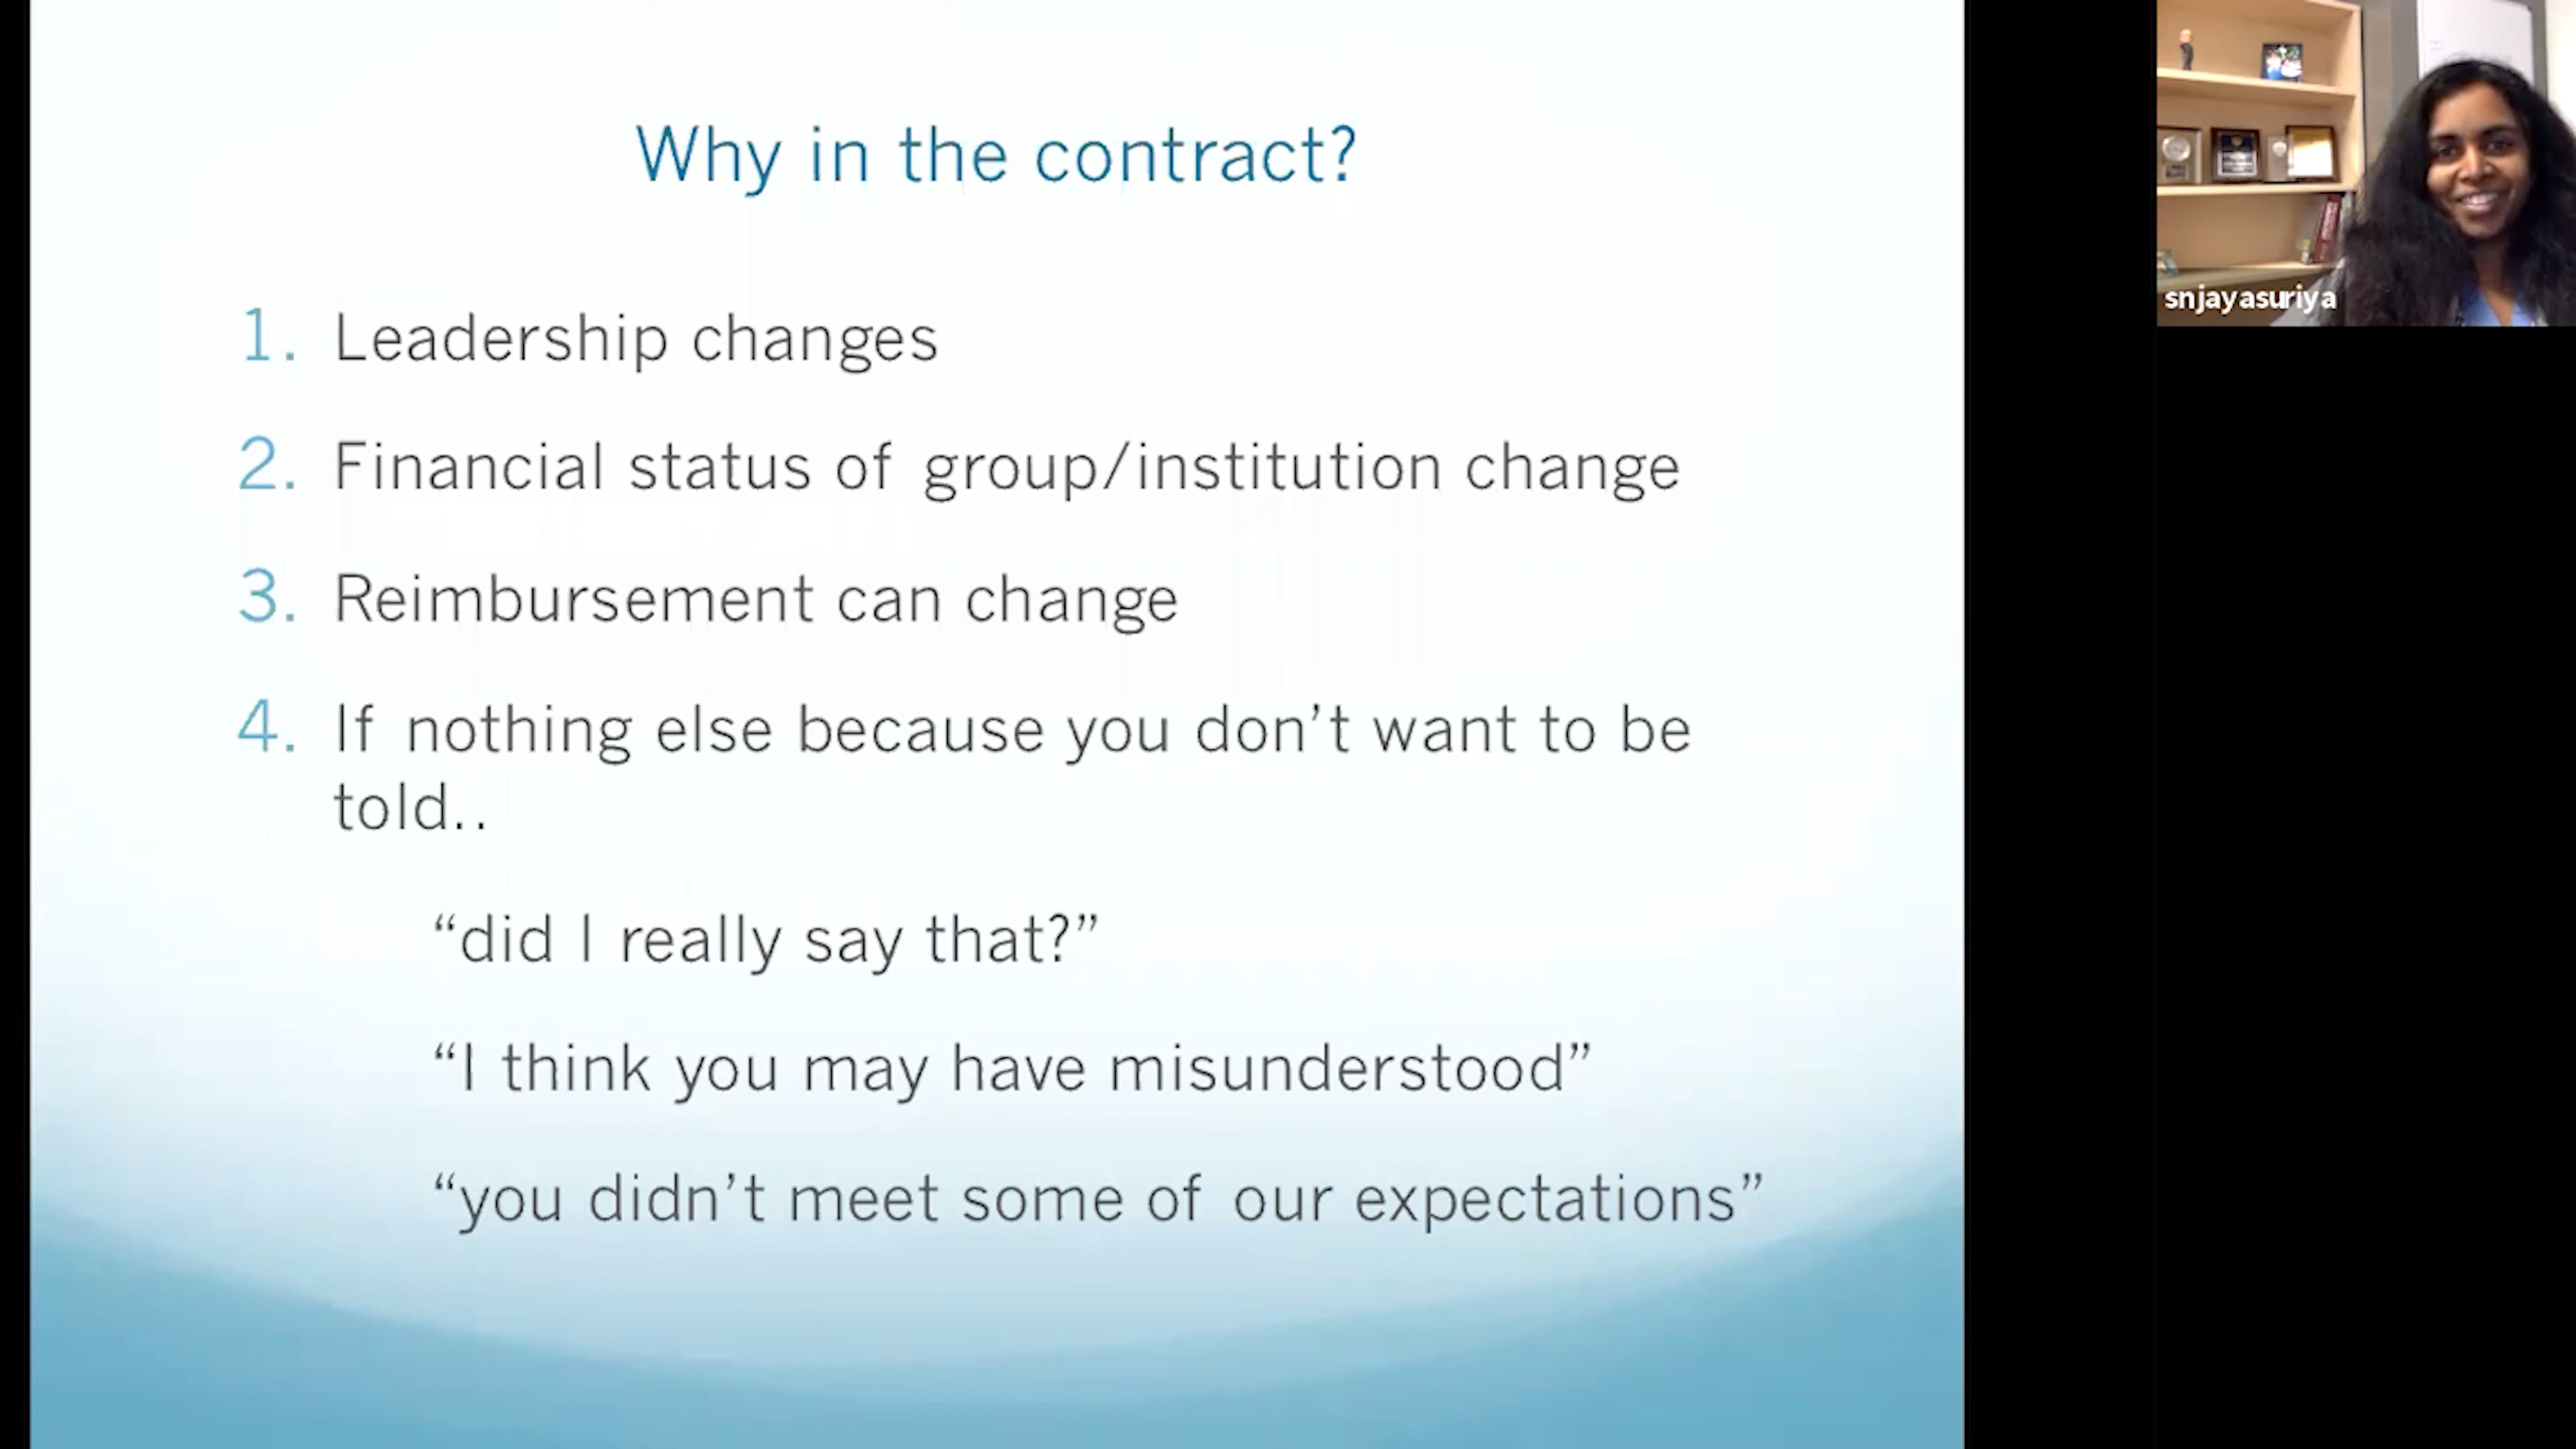 Why in the contract?
1. Leadership changes
2. Financial status of group/institution change
3. Reimbursement can change
4. If nothing else because you don’t want to be
told..
“did I really say that?”
“I think you may have misunderstood”
“you didn’t meet some of our expectations”
snjayasuriya